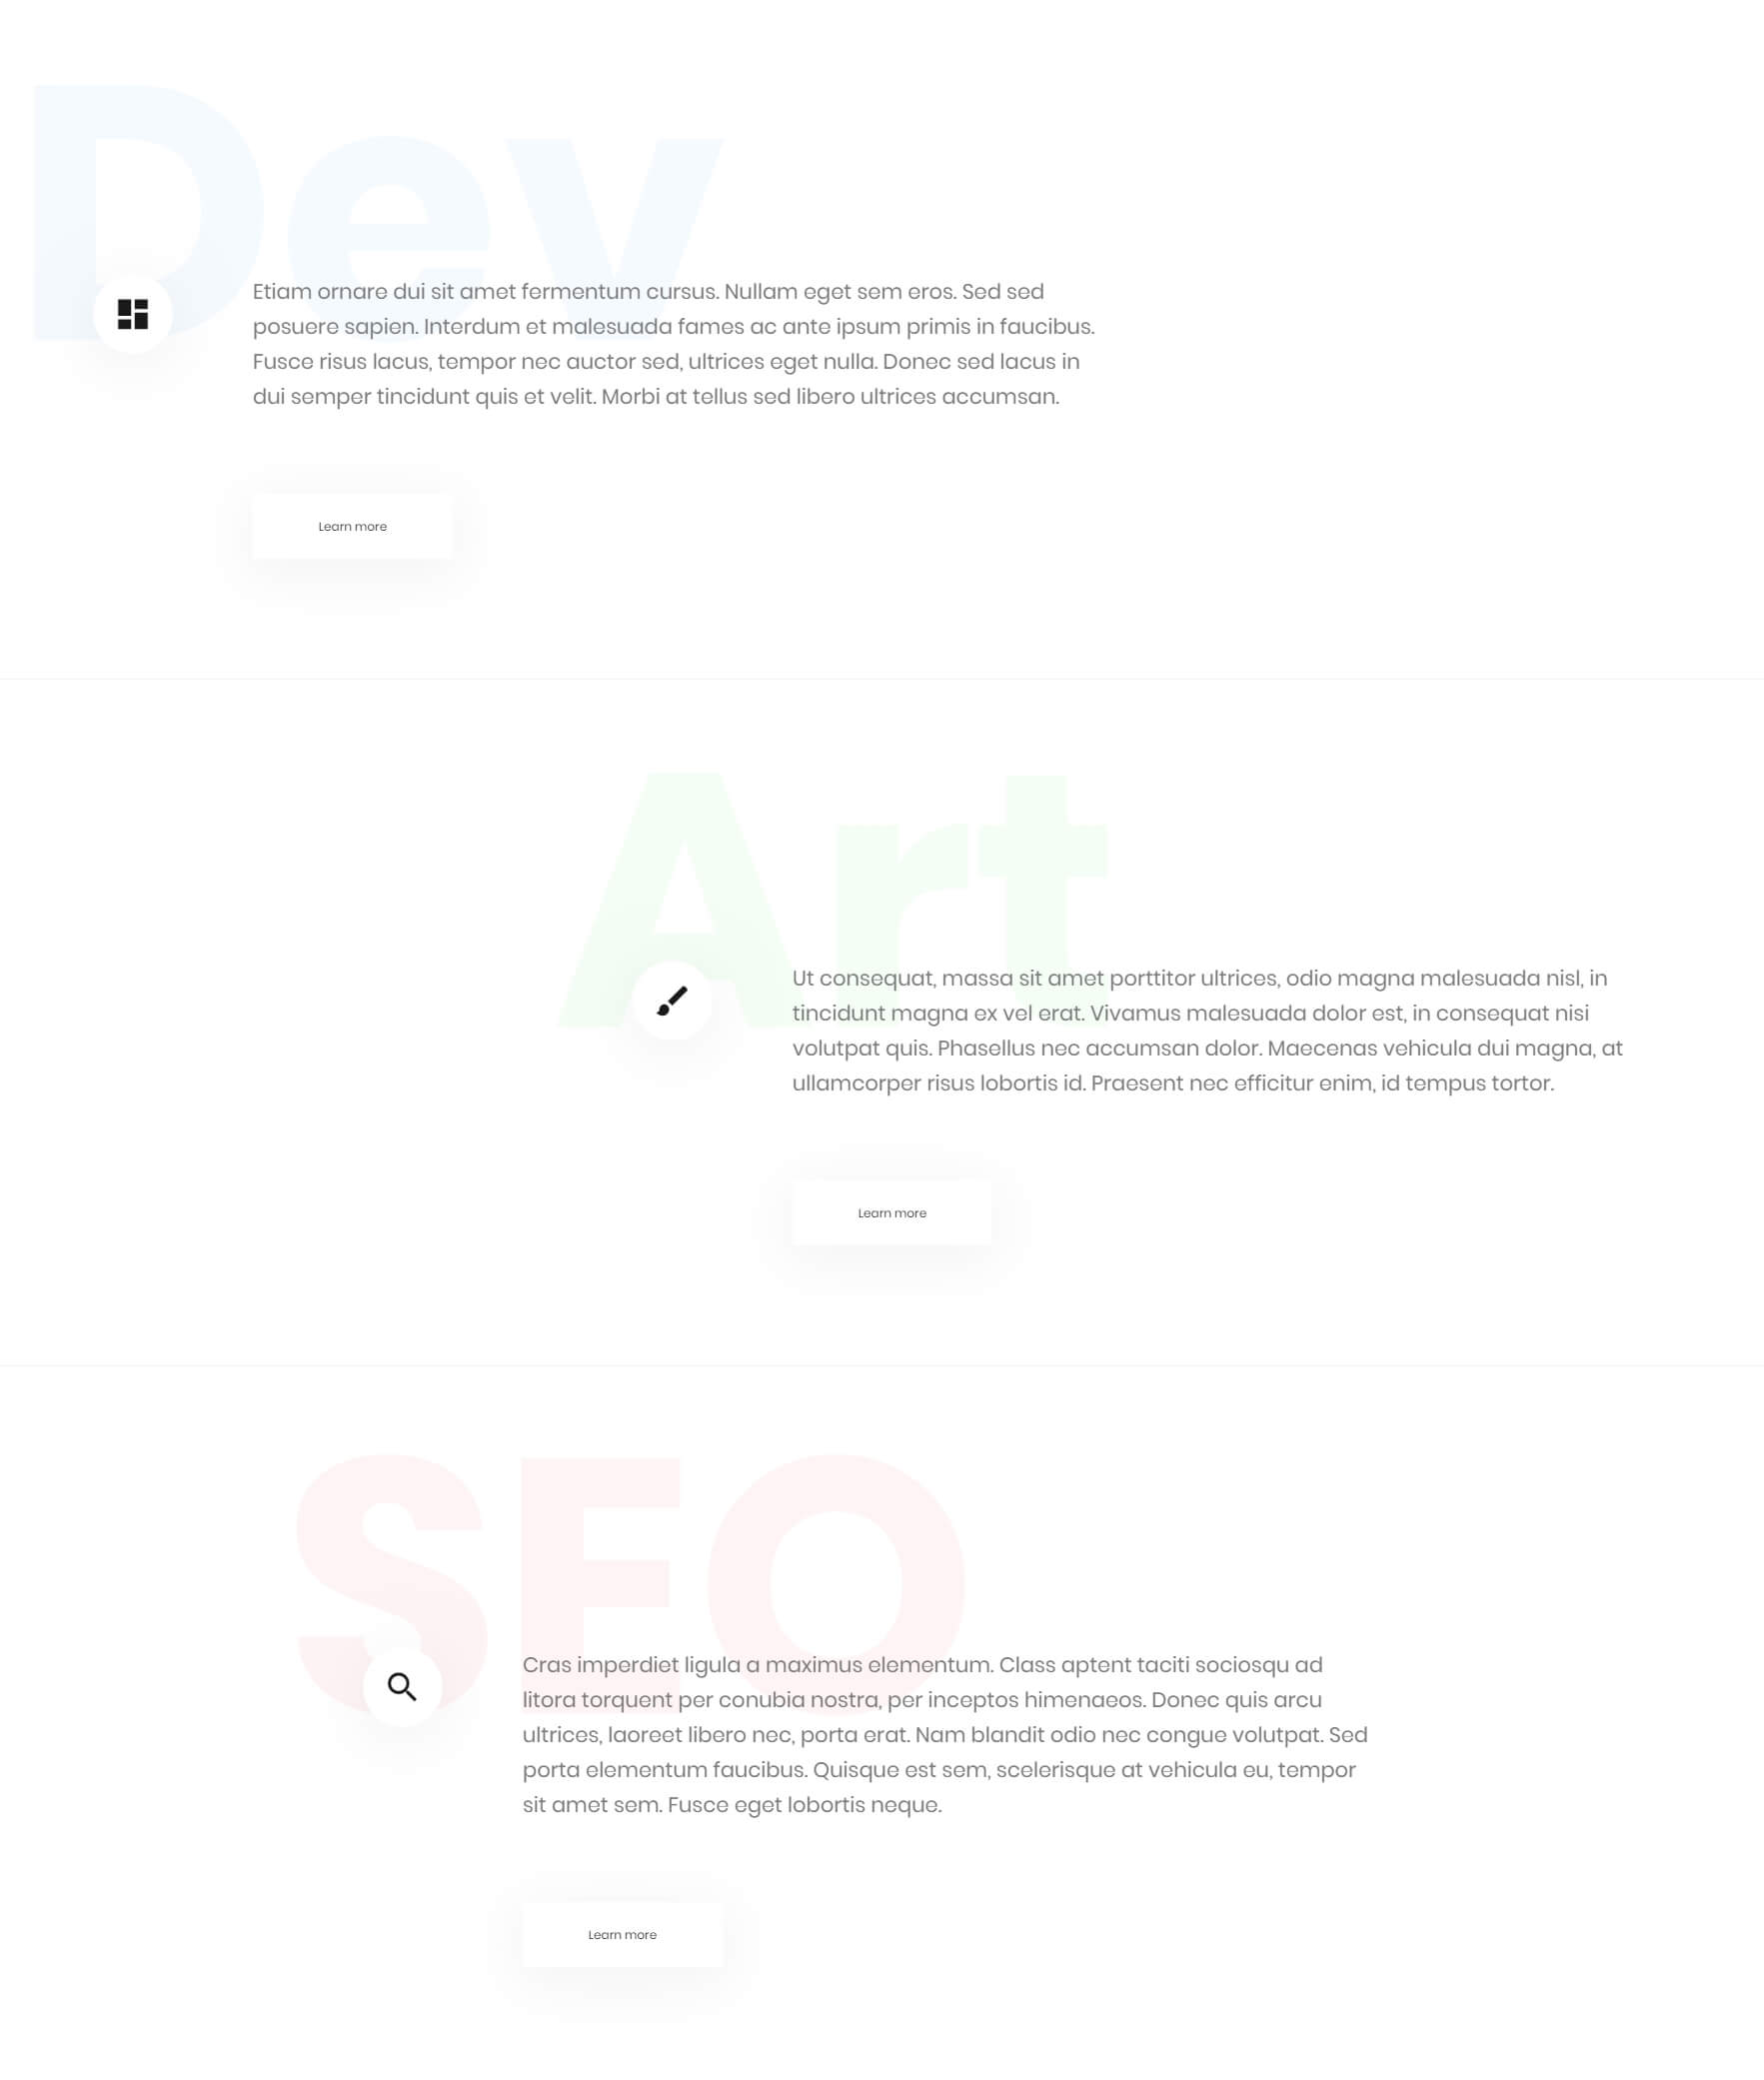 Dev
Etiam ornare dui sit amet fermentum cursus. Nullam eget sem eros. Sed sed
posuere sapien. Interdum et malesuada fames ac ante ipsum primis in faucibus.
Fusce risus lacus, tempor nec auctor sed, ultrices eget nulla. Donec sed lacus in
dui semper tincidunt quis et velit. Morbi at tellus sed libero ultrices accumsan.
Learn more
Art
Ut consequat, massa sit amet porttitor ultrices, odio magna malesuada nisl, in
tincidunt magna ex vel erat. Vivamus malesuada dolor est, in consequat nisi
volutpat quis. Phasellus nec accumsan dolor. Maecenas vehicula dui magna, at
ullamcorper risus lobortis id. Praesent nec efficitur enim, id tempus tortor.
Learn more
SEO
Cras imperdiet ligula a maximus elementum. Class aptent taciti sociosqu ad
litora torquent per conubia nostra, per inceptos himenaeos. Donec quis arcu
ultrices, laoreet libero nec, porta erat. Nam blandit odio nec congue volutpat. Sed
porta elementum faucibus. Quisque est sem, scelerisque at vehicula eu, tempor
sit amet sem. Fusce eget lobortis neque.
Learn more